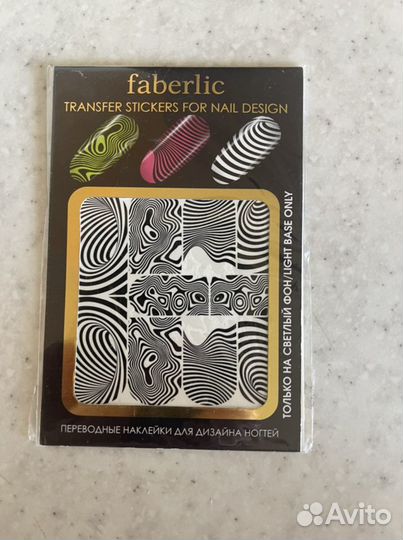 faberlic
TRANSFER STICKERS FOR NAIL DESIGN
ТОЛЬКО НА СВЕТЛЫЙ ФОН/LIGHT BASE ONLY
ПЕРЕВОДНЫЕ НАКЛЕЙКИ ДЛЯ ДИЗАЙНА НОГТЕЙ
Avito